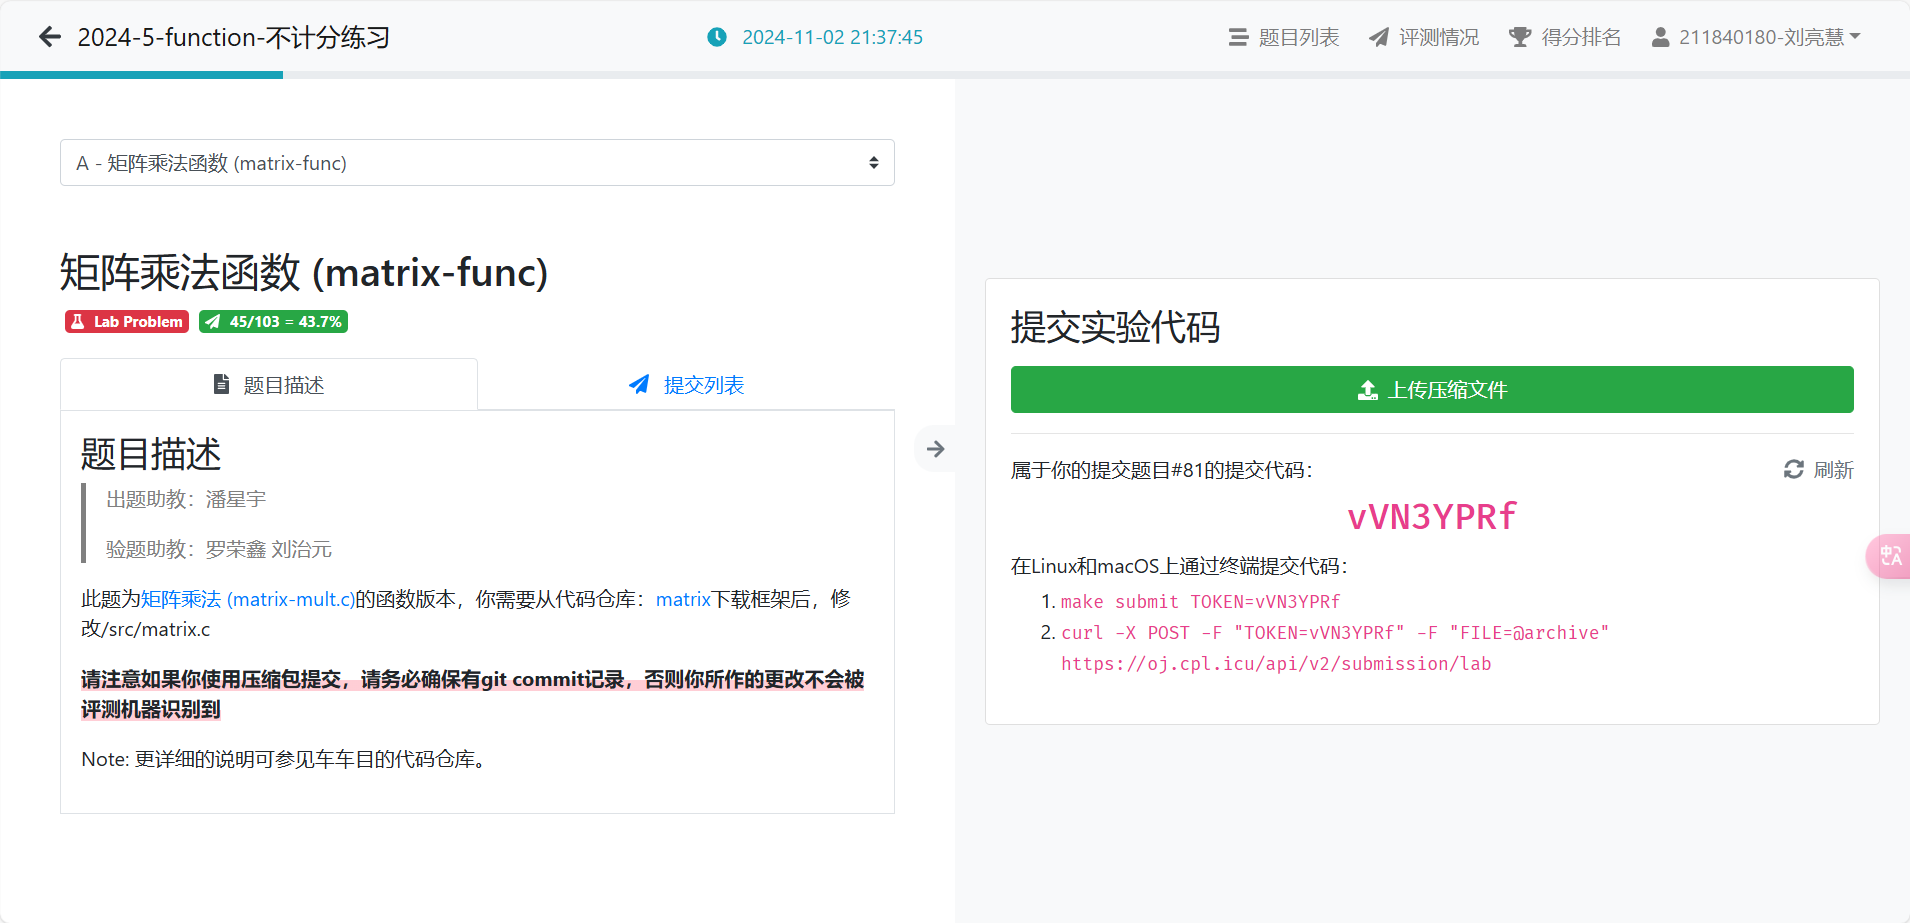 2024-5-function-不计分练习
2024-11-02 21:37:45
题目列表
评测情况
得分排名
211840180-刘亮慧
A - 矩阵乘法函数 (matrix-func)
矩阵乘法函数 (matrix-func)
Lab Problem
45/103 = 43.7%
题目描述
提交列表
题目描述
出题助教：潘星宇
验题助教：罗荣鑫 刘治元
此题为矩阵乘法 (matrix-mult.c)的函数版本，你需要从代码仓库：matrix下载框架后，修
改/src/matrix.c
请注意如果你使用压缩包提交，请务必确保有git commit记录，否则你所作的更改不会被
评测机器识别到
Note: 更详细的说明可参见车车目的代码仓库。
提交实验代码
上传压缩文件
属于你的提交题目#81的提交代码：
刷新
vVN3YPRf
在Linux和macOS上通过终端提交代码：
1. make submit TOKEN=vVN3YPRf
2. curl -X POST -F "TOKEN=vVN3YPRf" -F "FILE=@archive"
https://oj.cpl.icu/api/v2/submission/lab
中A